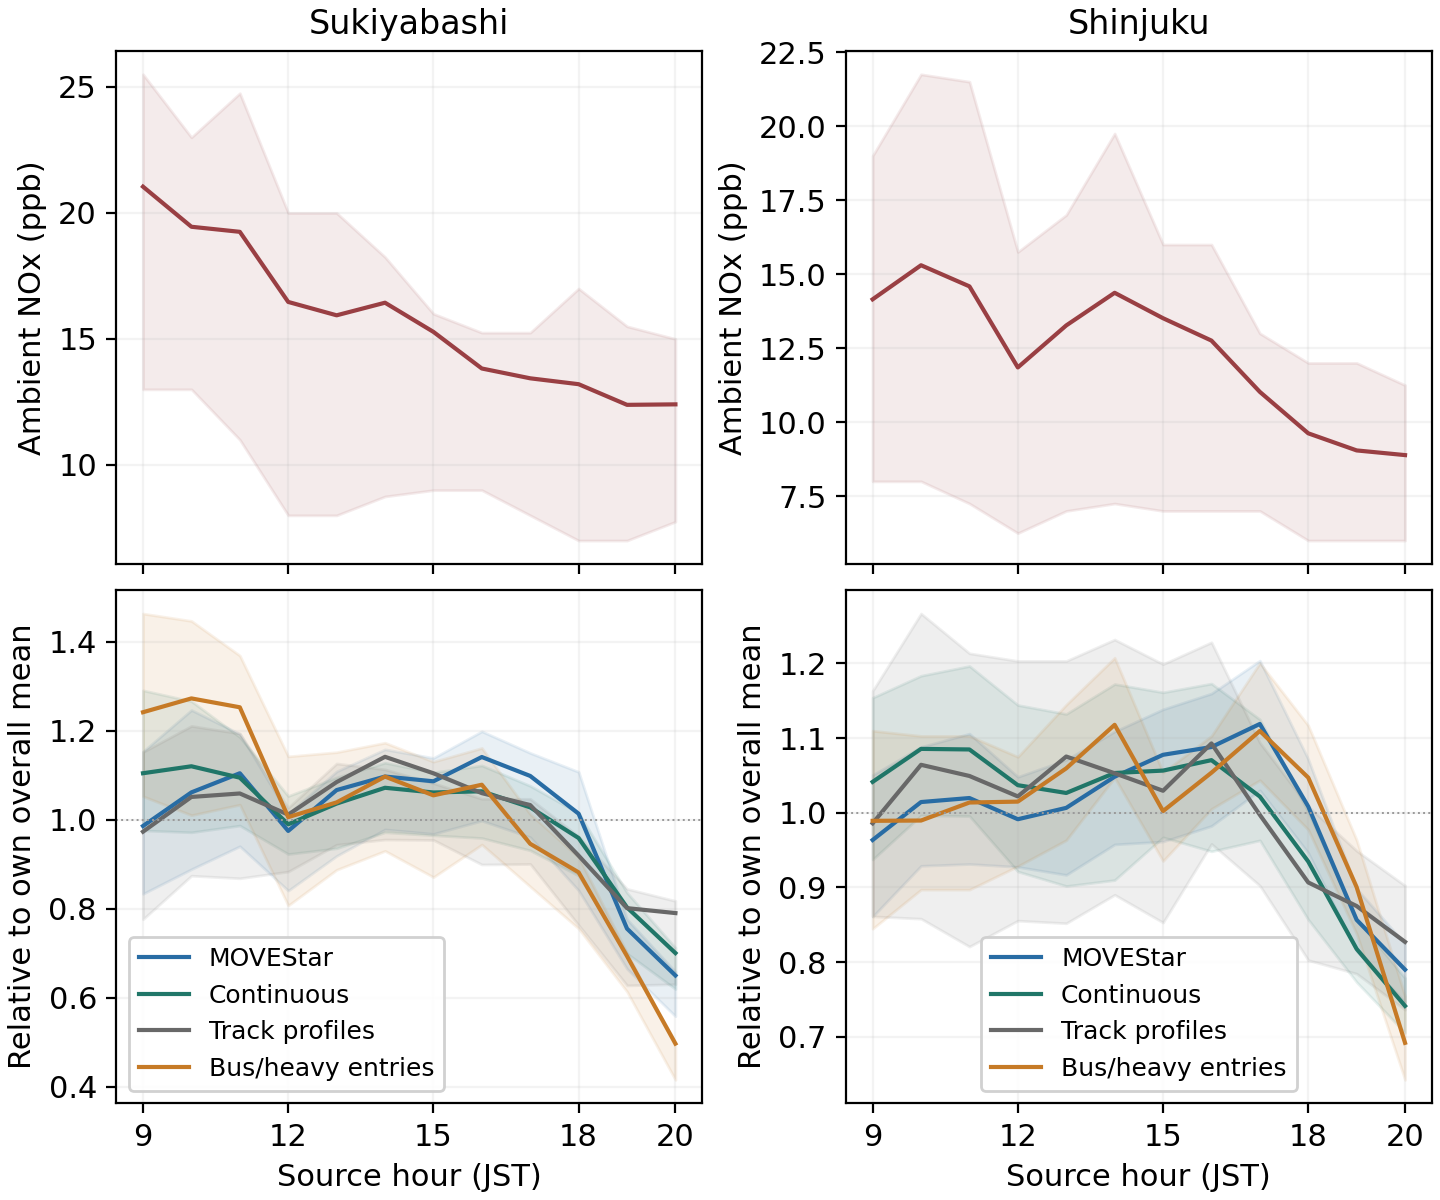 Sukiyabashi
Shinjuku
Ambient NOx (ppb)
25
20
15
10
Ambient NOx (ppb)
22.5
20.0
17.5
15.0
12.5
10.0
7.5
Relative to own overall mean
1.4
1.2
1.0
0.8
0.6
0.4
MOVEStar
Continuous
Track profiles
Bus/heavy entries
9 12 15 18 20
Source hour (JST)
Relative to own overall mean
1.2
1.1
1.0
0.9
0.8
0.7
MOVEStar
Continuous
Track profiles
Bus/heavy entries
9 12 15 18 20
Source hour (JST)